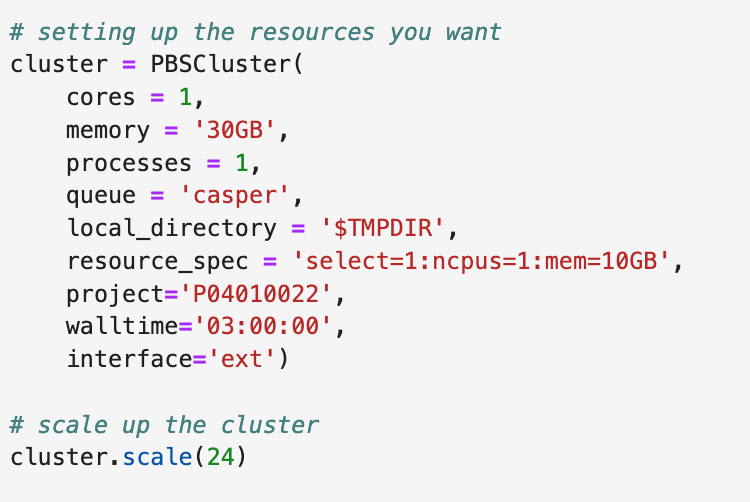 # setting up the resources you want
cluster = PBSCluster(
    cores = 1,
    memory = '30GB',
    processes = 1,
    queue = 'casper',
    local_directory = '$TMPDIR',
    resource_spec = 'select=1:ncpus=1:mem=10GB',
    project='P04010022',
    walltime='03:00:00',
    interface='ext')

# scale up the cluster
cluster.scale(24)